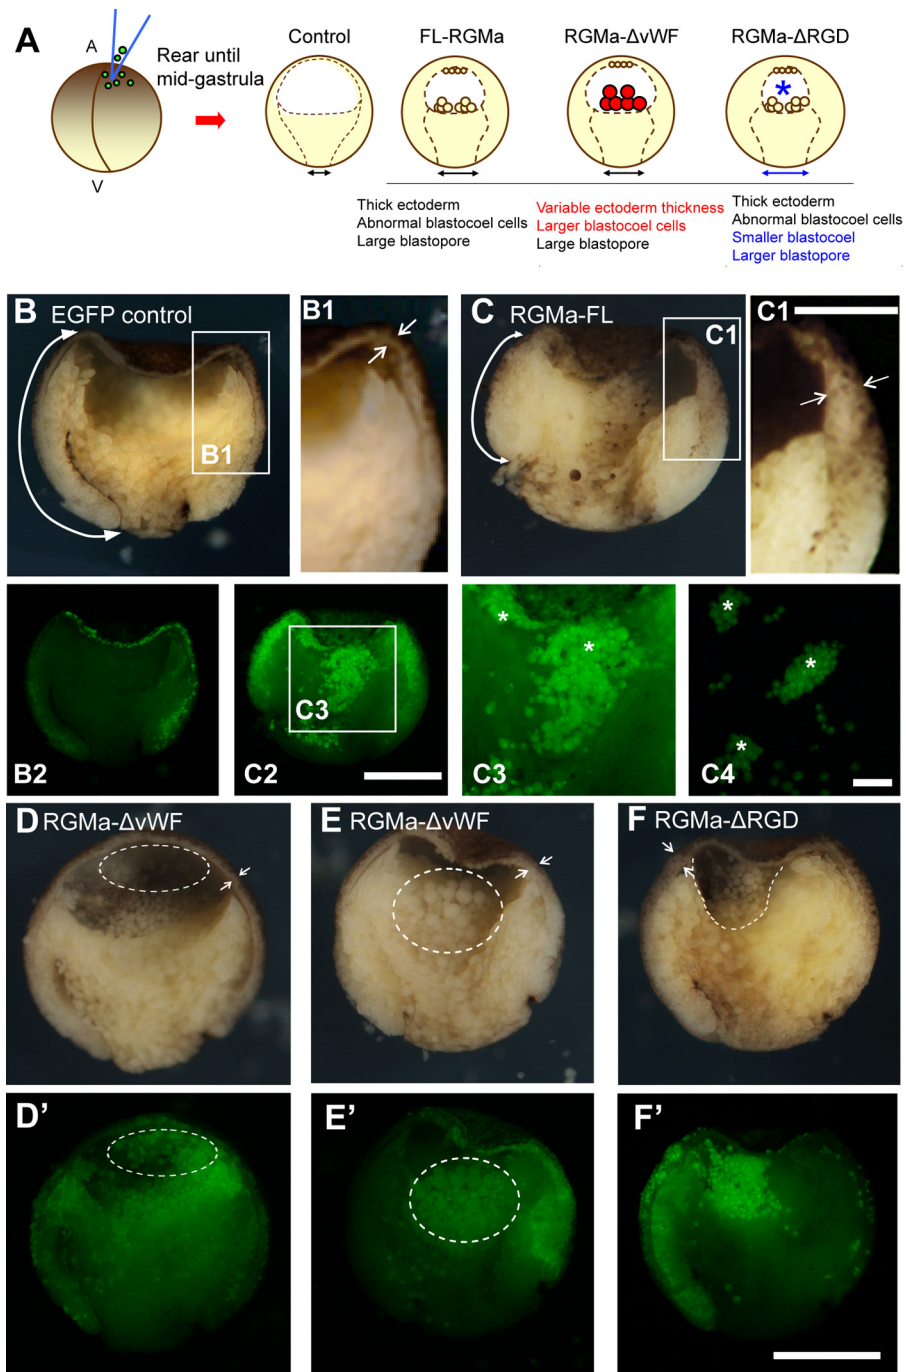 A
A
V
Rear until
mid-gastrula
Control
FL-RGMa
RGMa-ΔvWF
RGMa-ΔRGD
*
Thick ectoderm
Abnormal blastocoel cells
Large blastopore
Variable ectoderm thickness
Larger blastocoel cells
Large blastopore
Thick ectoderm
Abnormal blastocoel cells
Smaller blastocoel
Larger blastopore
B EGFP control
B1
B1
C RGMa-FL
C1
C1
B2
C2
C3
* *
C3
* * *
C4
D RGMa-ΔvWF
E RGMa-ΔvWF
F RGMa-ΔRGD
D’
E’
F’